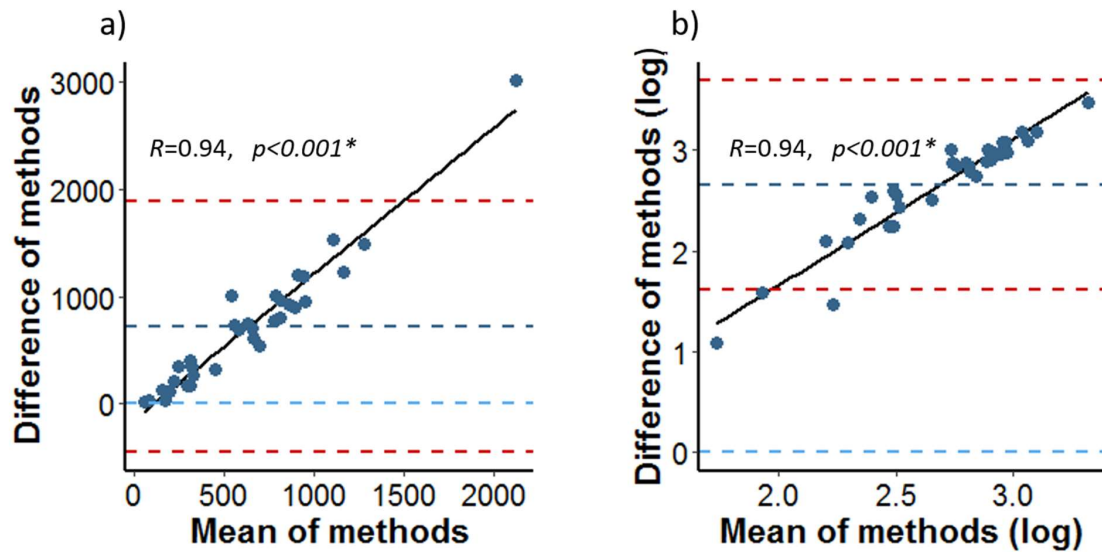 a)
Difference of methods
3000
2000
1000
0
R=0.94, p<0.001*
0 500 1000 1500 2000
Mean of methods
b)
Difference of methods (log)
3
2
1
0
R=0.94, p<0.001*
2.0 2.5 3.0
Mean of methods (log)